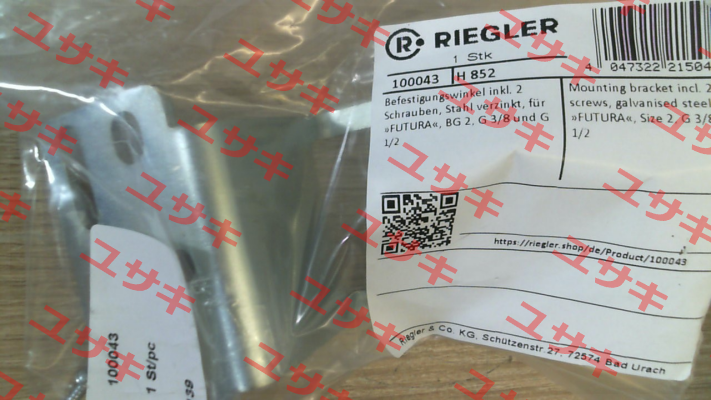 RIEGLER
1 Stk
100043 H 852
4 047322 21504
Befestigungswinkel inkl. 2
Schrauben, Stahl verzinkt, für
»FUTURA«, BG 2, G 3/8 und G
1/2
Mounting bracket incl. 2
screws, galvanised steel
»FUTURA«, Size 2, G 3/8
1/2
https://riegler.shop/de/Product/100043
Riegler & Co. KG, Schützenstr.27, 72574 Bad Urach
100043
1 St/pc
39
ユサキ